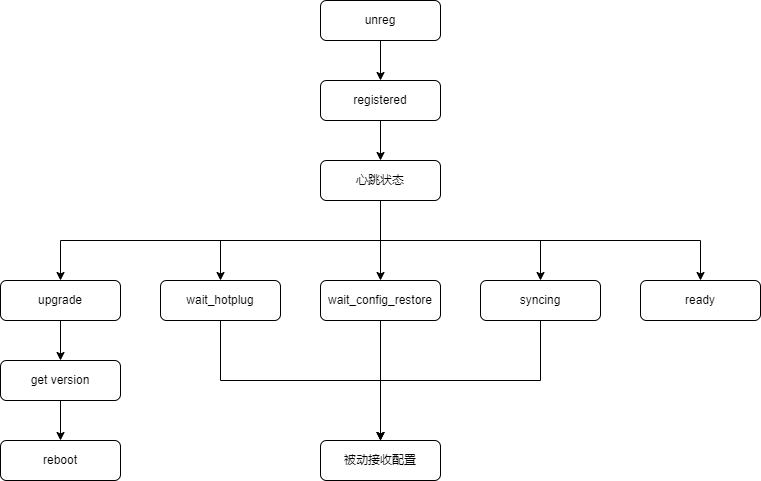 unreg
registered
心跳状态
upgrade
wait_hotplug
wait_config_restore
syncing
ready
get version
reboot
被动接收配置